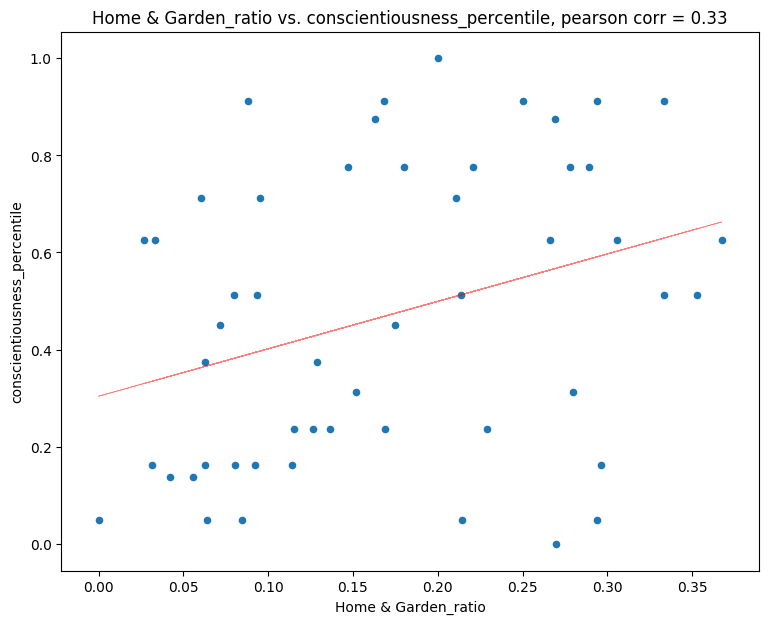 Home & Garden_ratio vs. conscientiousness_percentile, pearson corr = 0.33
1.0
0.8
0.6
0.4
0.2
0.0
conscientiousness_percentile
0.00 0.05 0.10 0.15 0.20 0.25 0.30 0.35
Home & Garden_ratio